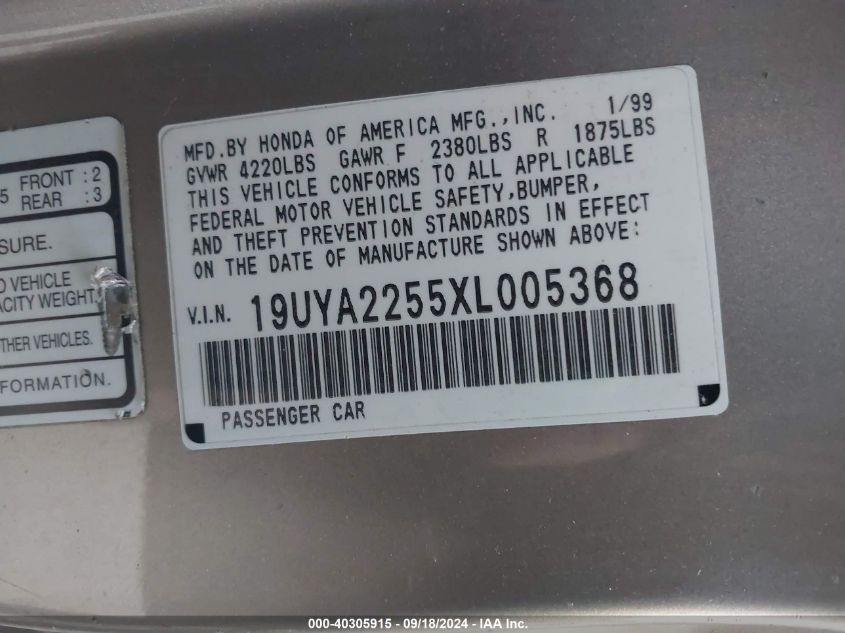 5 FRONT : 2
REAR : 3
SURE.
VEHICLE
ACITY WEIGHT
THER VEHICLES.
FORMATION.
MFD.BY HONDA OF AMERICA MFG.,INC. 1/99
GVWR 4220LBS GAWR F 2380LBS R 1875LBS
THIS VEHICLE CONFORMS TO ALL APPLICABLE
FEDERAL MOTOR VEHICLE SAFETY,BUMPER,
AND THEFT PREVENTION STANDARDS IN EFFECT
ON THE DATE OF MANUFACTURE SHOWN ABOVE:
V.I.N. 19UYA2255XL005368
PASSENGER CAR
000-40305915 - 09/18/2024 - IAA Inc.